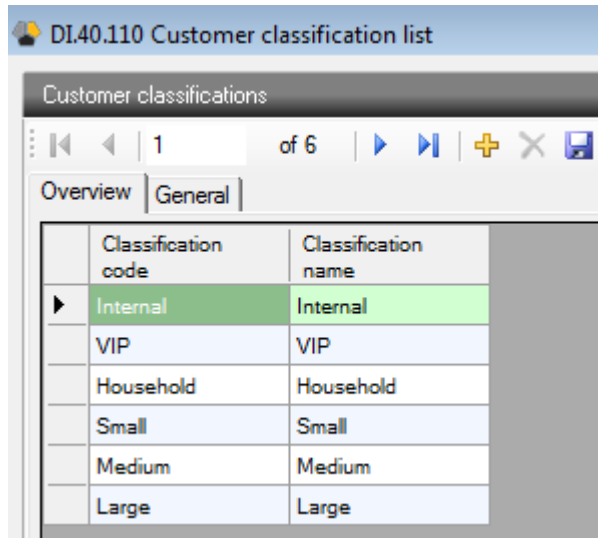 DI.40.110 Customer classification list
Customer classifications
1 of 6
Overview General
Classification code Classification name
Internal Internal
VIP VIP
Household Household
Small Small
Medium Medium
Large Large